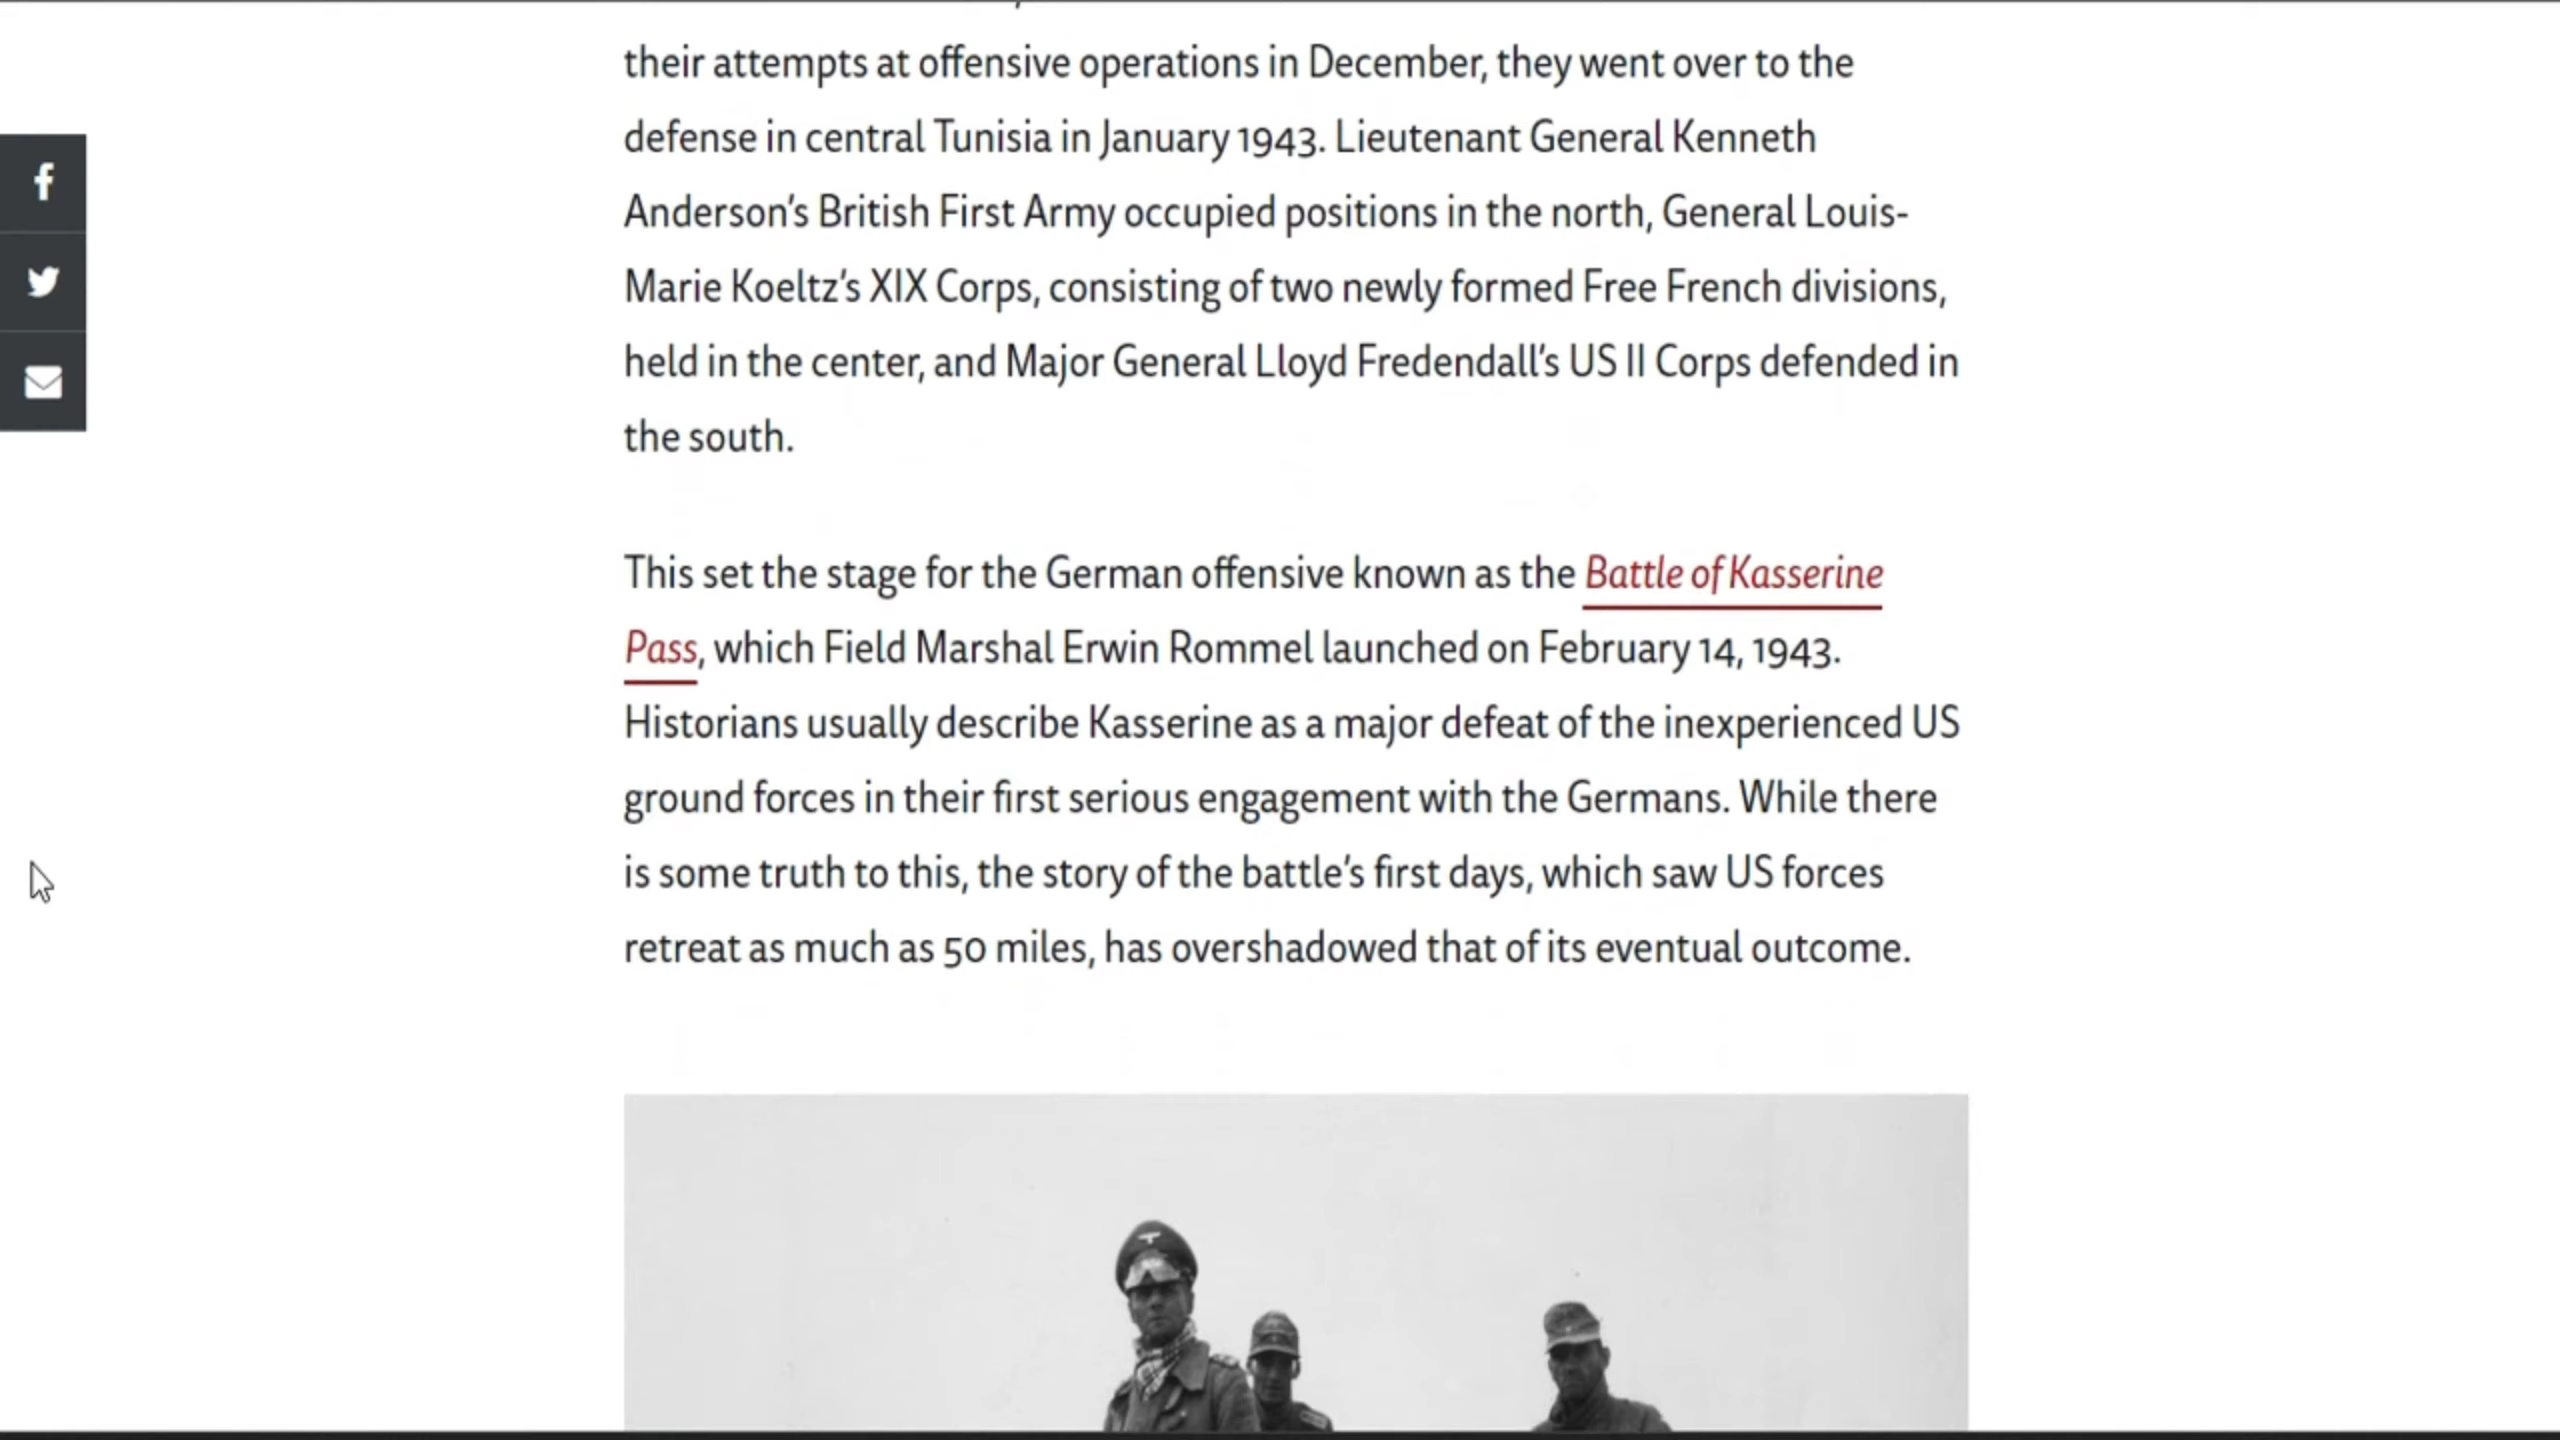 their attempts at offensive operations in December, they went over to the
defense in central Tunisia in January 1943. Lieutenant General Kenneth
Anderson’s British First Army occupied positions in the north, General Louis-
Marie Koeltz’s XIX Corps, consisting of two newly formed Free French divisions,
held in the center, and Major General Lloyd Fredendall’s US II Corps defended in
the south.
This set the stage for the German offensive known as the Battle of Kasserine
Pass, which Field Marshal Erwin Rommel launched on February 14, 1943.
Historians usually describe Kasserine as a major defeat of the inexperienced US
ground forces in their first serious engagement with the Germans. While there
is some truth to this, the story of the battle’s first days, which saw US forces
retreat as much as 50 miles, has overshadowed that of its eventual outcome.